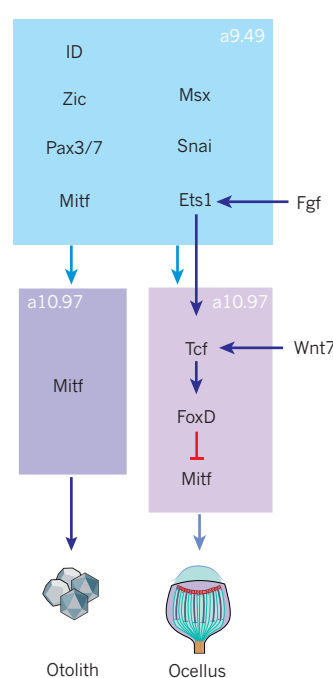 a9.49
ID
Zic
Msx
Pax3/7
Snai
Mitf
Ets1
Fgf
a10.97
a10.97
Mitf
Tcf
Wnt7
FoxD
Mitf
Otolith
Ocellus